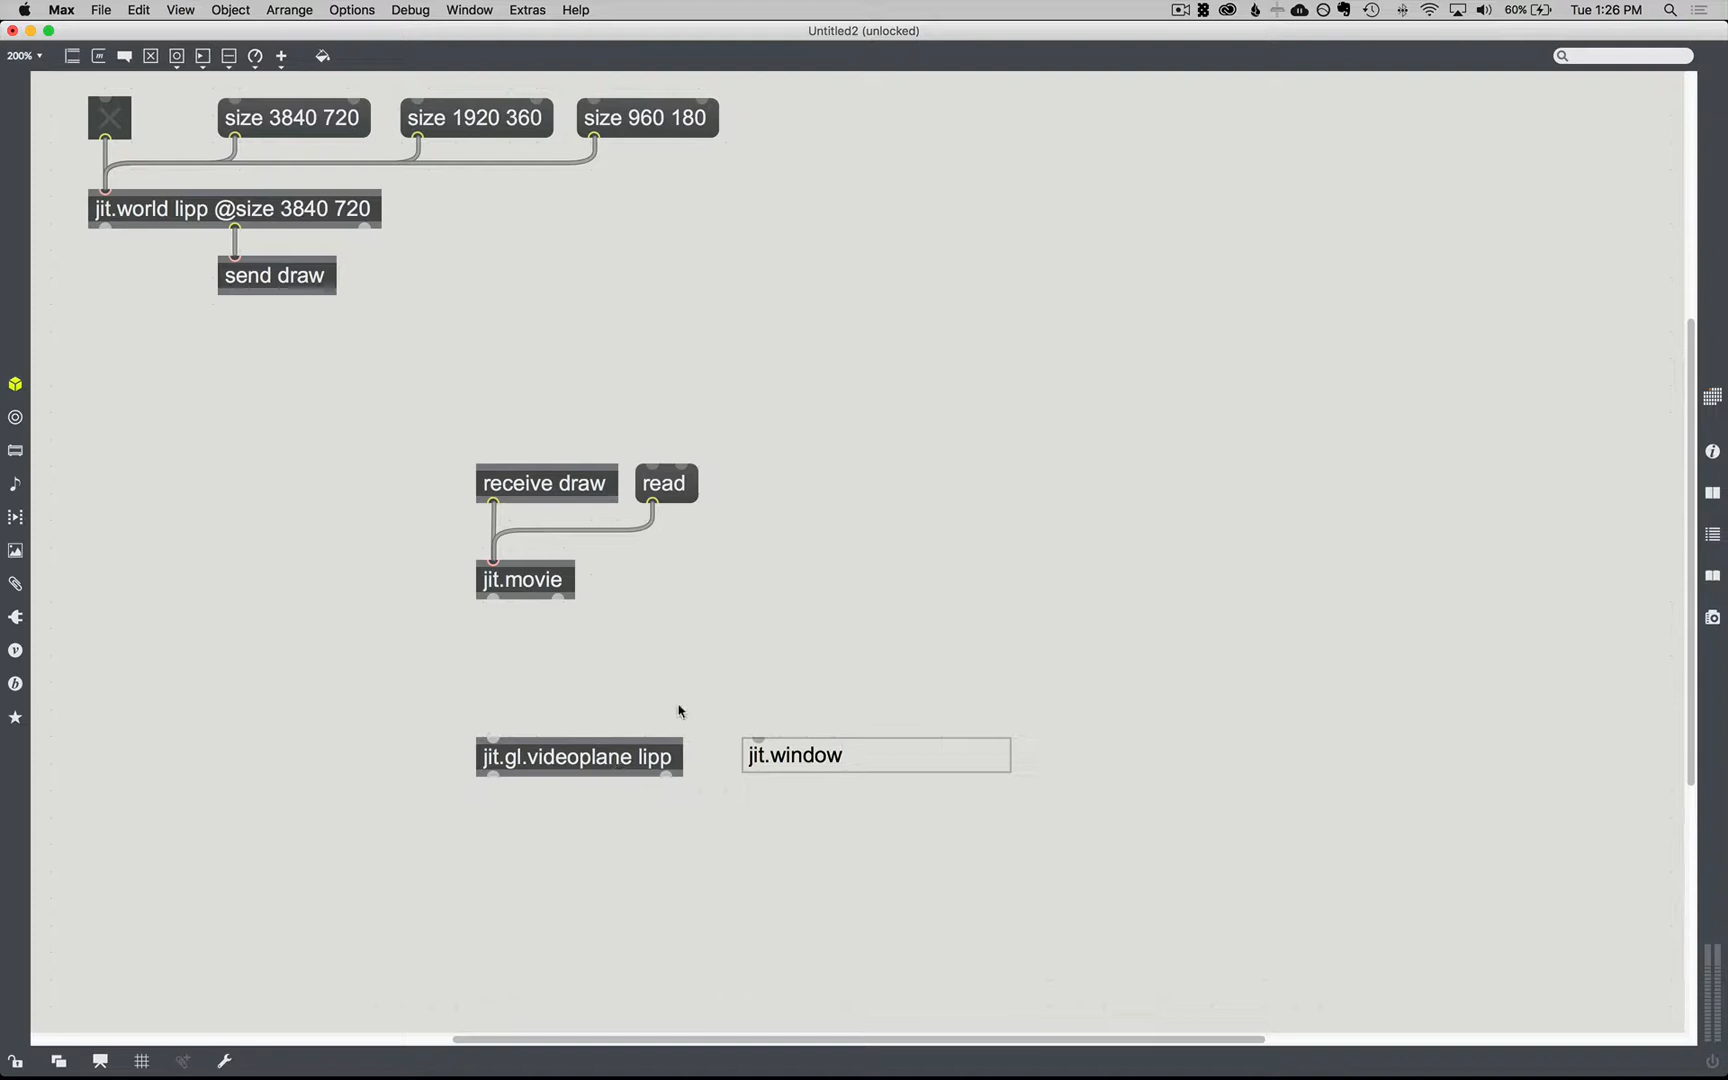 Max File Edit View Object Arrange Options Debug Window Extras Help 60% Tue 1:26 PM
Untitled2 (unlocked)
200%
size 3840 720 size 1920 360 size 960 180
jit.world lipp @size 3840 720
send draw
receive draw read
jit.movie
jit.gl.videoplane lipp jit.window